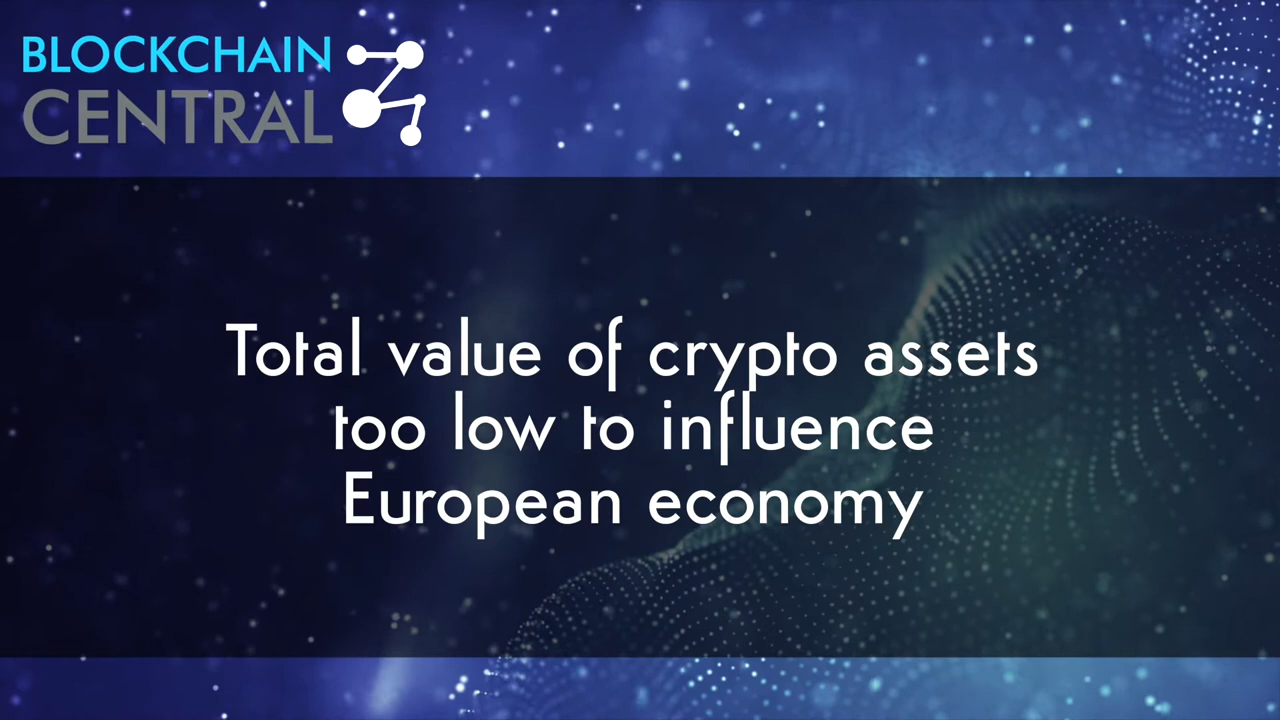 BLOCKCHAIN
CENTRAL
Total value of crypto assets
too low to influence
European economy